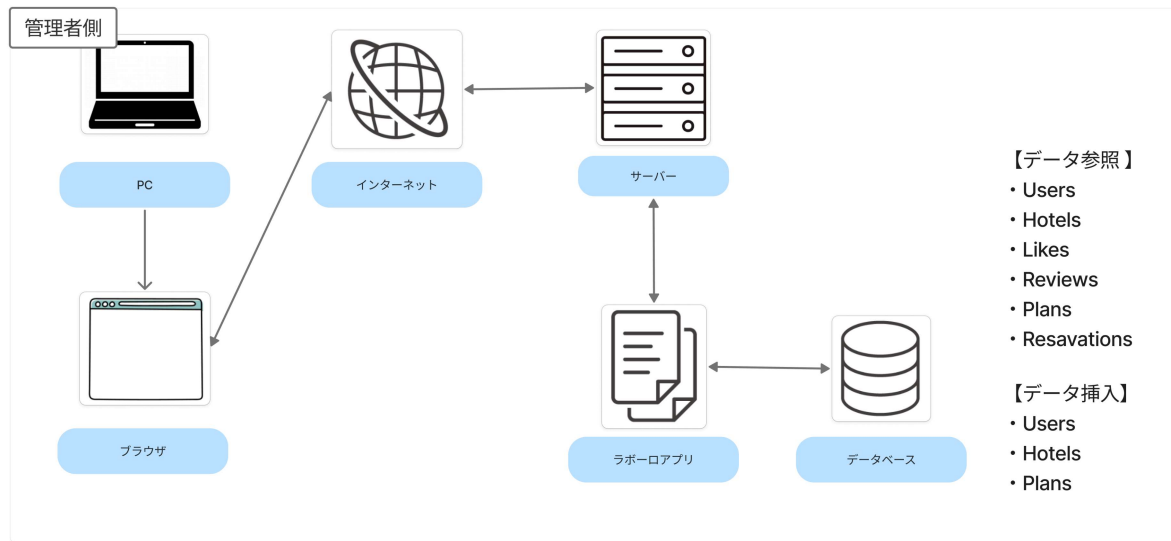 管理者側
PC
インターネット
サーバー
ブラウザ
ラボーロアプリ
データベース
【データ参照 】
・Users
・Hotels
・Likes
・Reviews
・Plans
・Resavations
【データ挿入】
・Users
・Hotels
・Plans